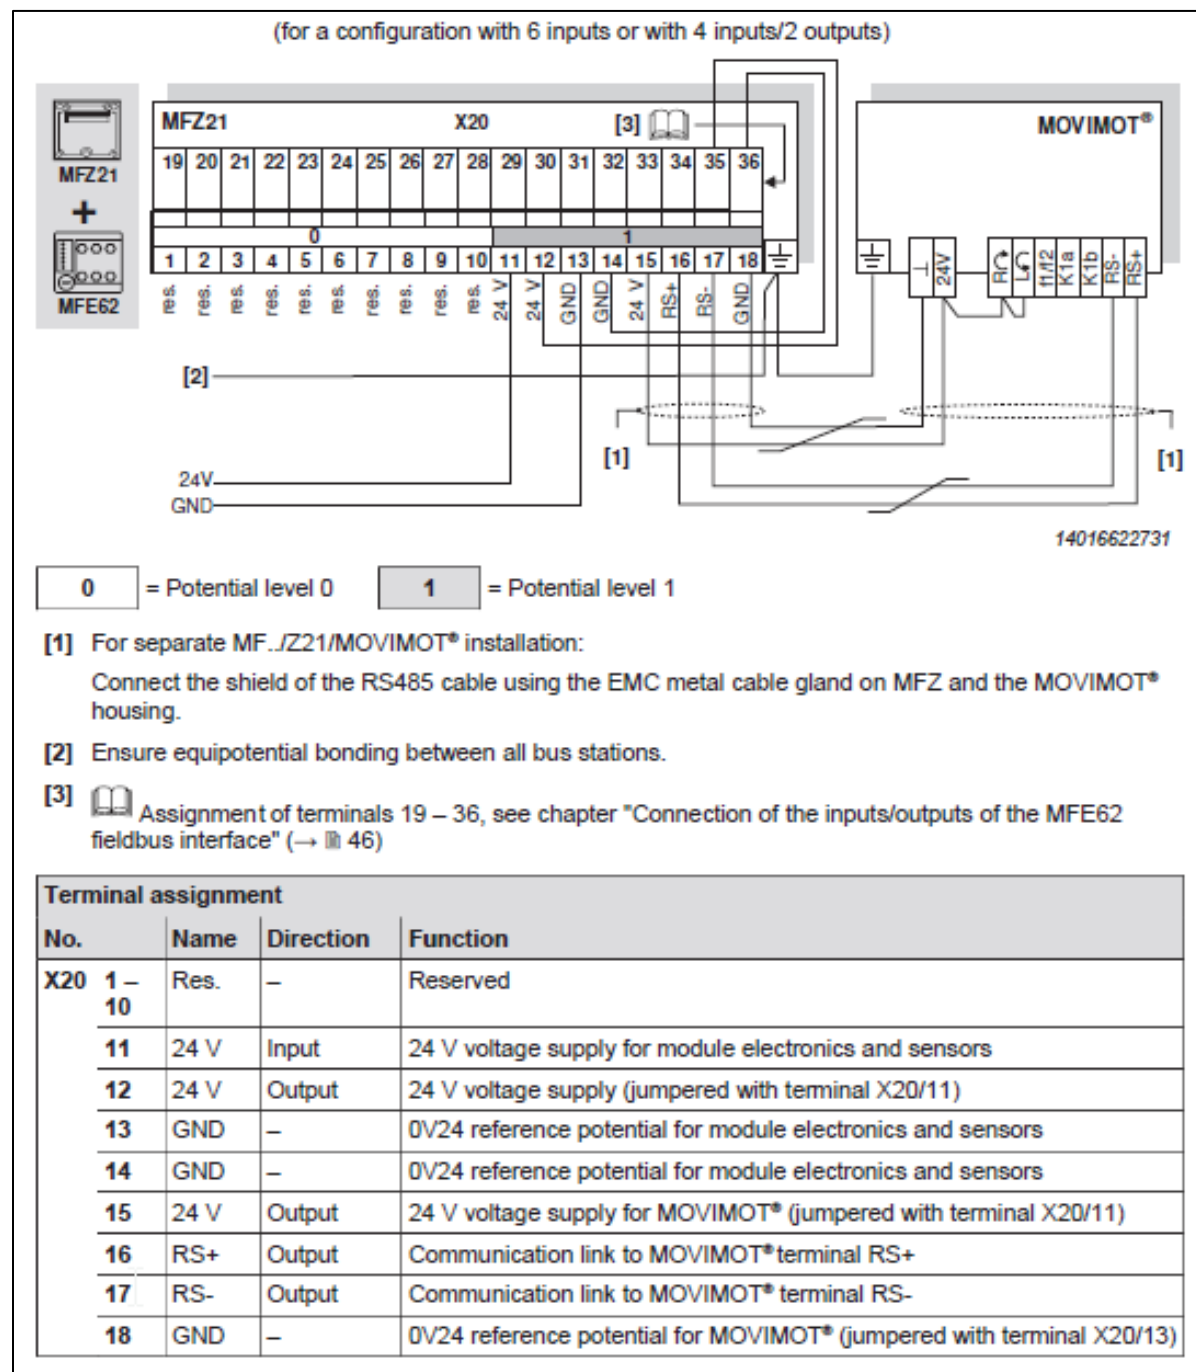 (for a configuration with 6 inputs or with 4 inputs/2 outputs)
MFZ21
+
MFE62
MFZ21 X20 [3]
19 20 21 22 23 24 25 26 27 28 29 30 31 32 33 34 35 36
0 1
1 2 3 4 5 6 7 8 9 10 11 12 13 14 15 16 17 18
res. res. res. res. res. res. res. res. res. res. 24 V 24 V GND GND 24 V RS+ RS- GND
MOVIMOT®
⊥ 24V R L f1/f2 K1a K1b RS- RS+
[2]
[1] [1]
24V
GND
14016622731
0 = Potential level 0 1 = Potential level 1
[1] For separate MF../Z21/MOVIMOT® installation:
Connect the shield of the RS485 cable using the EMC metal cable gland on MFZ and the MOVIMOT®
housing.
[2] Ensure equipotential bonding between all bus stations.
[3] Assignment of terminals 19 – 36, see chapter "Connection of the inputs/outputs of the MFE62
fieldbus interface" (→ 46)
Terminal assignment
No. Name Direction Function
X20 1 –
10 Res. – Reserved
11 24 V Input 24 V voltage supply for module electronics and sensors
12 24 V Output 24 V voltage supply (jumpered with terminal X20/11)
13 GND – 0V24 reference potential for module electronics and sensors
14 GND – 0V24 reference potential for module electronics and sensors
15 24 V Output 24 V voltage supply for MOVIMOT® (jumpered with terminal X20/11)
16 RS+ Output Communication link to MOVIMOT® terminal RS+
17 RS- Output Communication link to MOVIMOT® terminal RS-
18 GND – 0V24 reference potential for MOVIMOT® (jumpered with terminal X20/13)